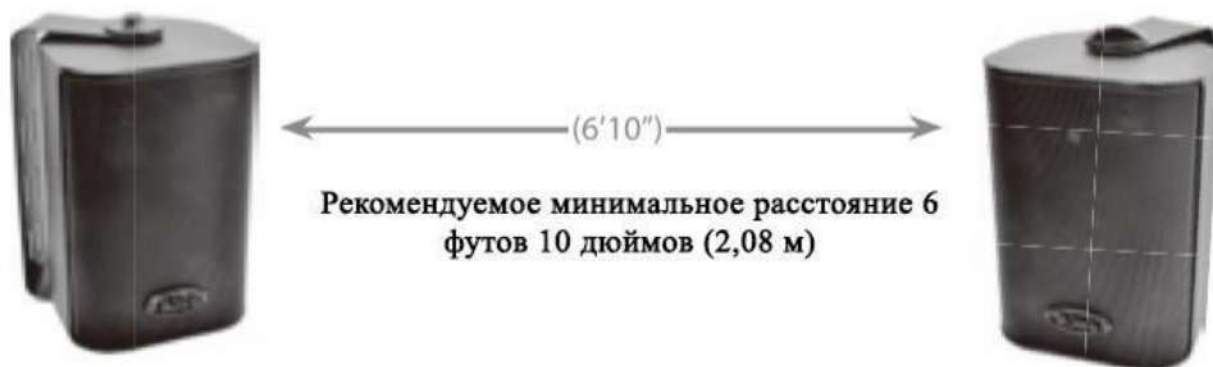 (6'10")
Рекомендуемое минимальное расстояние 6
футов 10 дюймов (2,08 м)